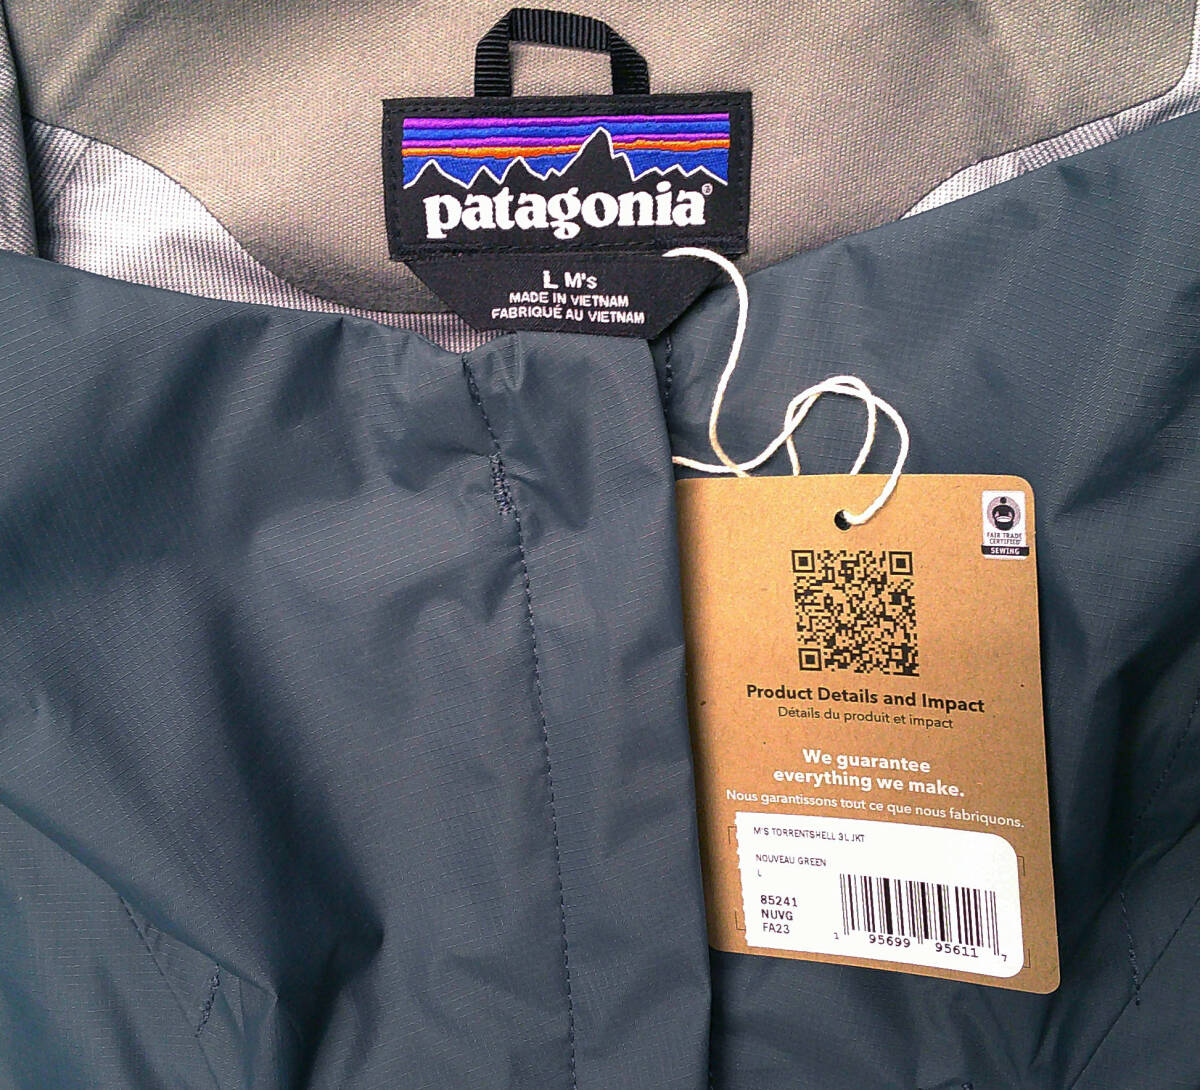 patagonia®
L M's
MADE IN VIETNAM
FABRIQUÉ AU VIETNAM
FAIR TRADE
CERTIFIED
SEWING
Product Details and Impact
Détails du produit et impact
We guarantee
everything we make.
Nous garantissons tout ce que nous fabriquons.
M'S TORRENTSHELL 3L JKT
NOUVEAU GREEN
L
85241
NUVG
FA23
1 95699 95611 7